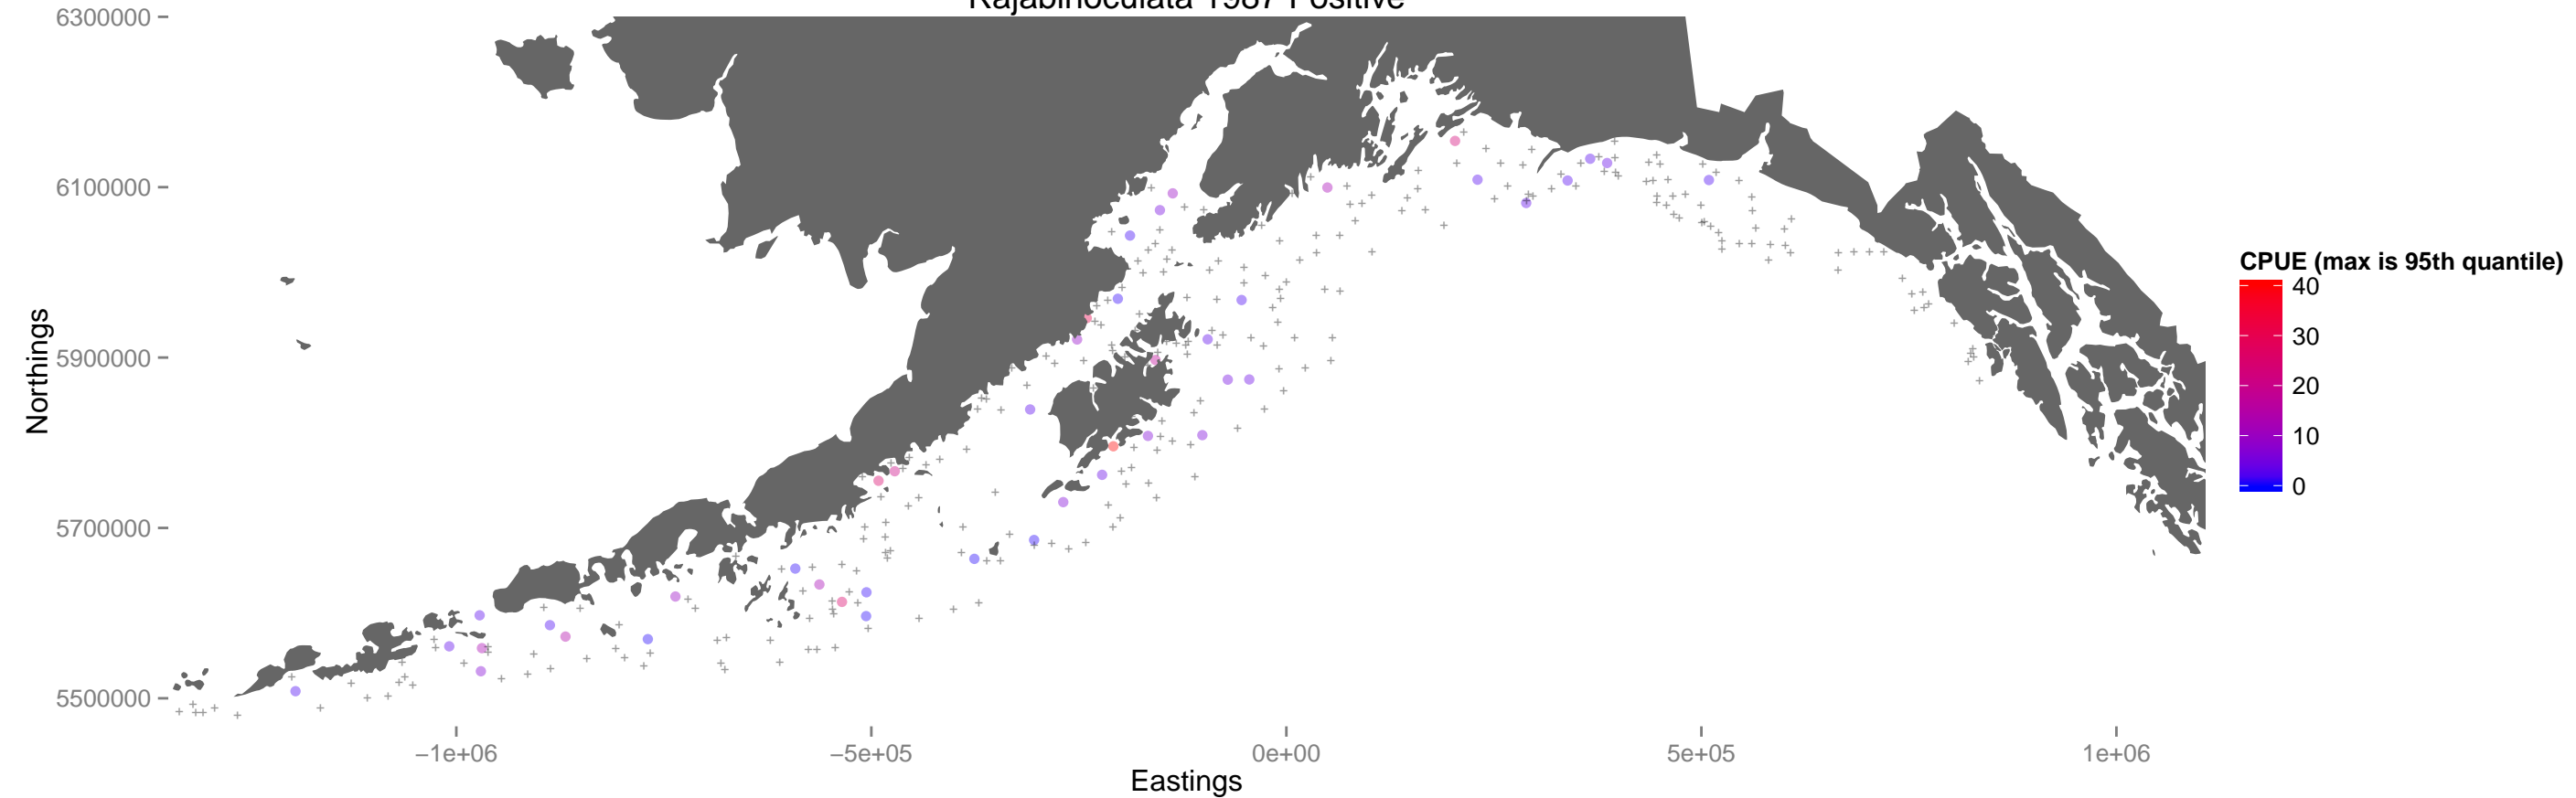 Rajabinoculata 1987 Positive
6300000
6100000
5900000
5700000
5500000
Northings
−1e+06
−5e+05
0e+00
5e+05
1e+06
Eastings
CPUE (max is 95th quantile)
40
30
20
10
0